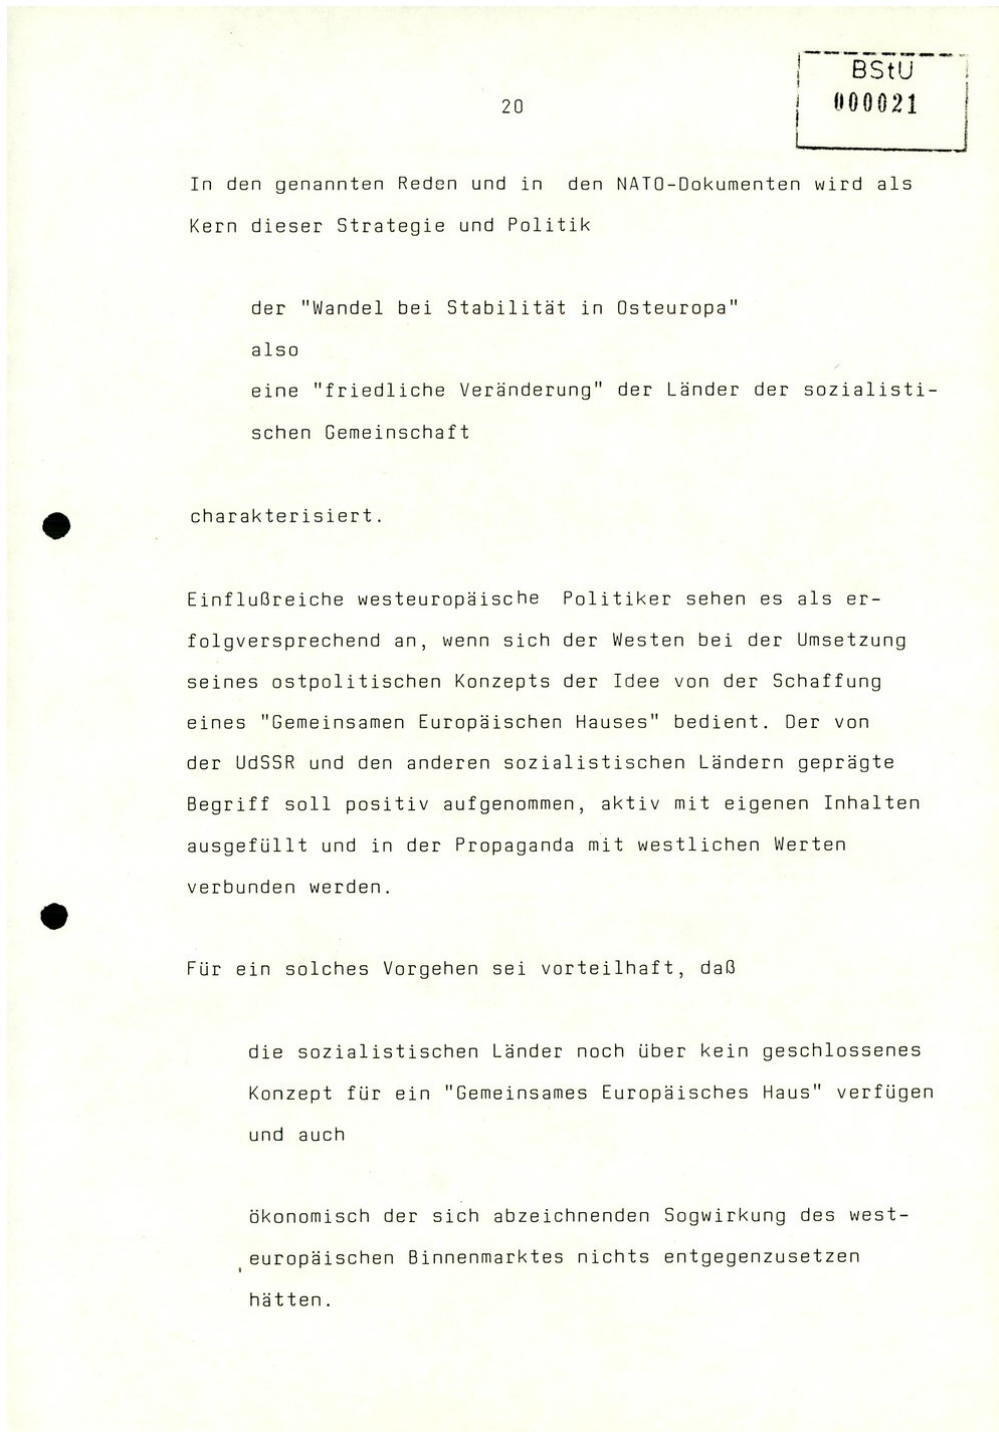 BStU
000021
20
In den genannten Reden und in den NATO-Dokumenten wird als
Kern dieser Strategie und Politik
der "Wandel bei Stabilität in Osteuropa"
also
eine "friedliche Veränderung" der Länder der sozialisti-
schen Gemeinschaft
charakterisiert.
Einflußreiche westeuropäische Politiker sehen es als er-
folgversprechend an, wenn sich der Westen bei der Umsetzung
seines ostpolitischen Konzepts der Idee von der Schaffung
eines "Gemeinsamen Europäischen Hauses" bedient. Der von
der UdSSR und den anderen sozialistischen Ländern geprägte
Begriff soll positiv aufgenommen, aktiv mit eigenen Inhalten
ausgefüllt und in der Propaganda mit westlichen Werten
verbunden werden.
Für ein solches Vorgehen sei vorteilhaft, daß
die sozialistischen Länder noch über kein geschlossenes
Konzept für ein "Gemeinsames Europäisches Haus" verfügen
und auch
ökonomisch der sich abzeichnenden Sogwirkung des west-
europäischen Binnenmarktes nichts entgegenzusetzen
hätten.